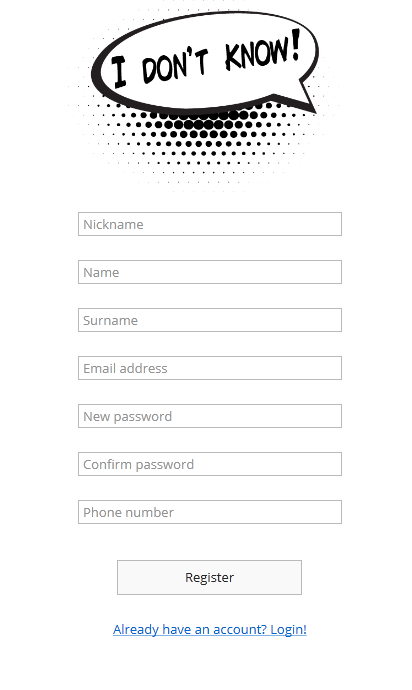 I DON'T KNOW!
Nickname
Name
Surname
Email address
New password
Confirm password
Phone number
Register
Already have an account? Login!